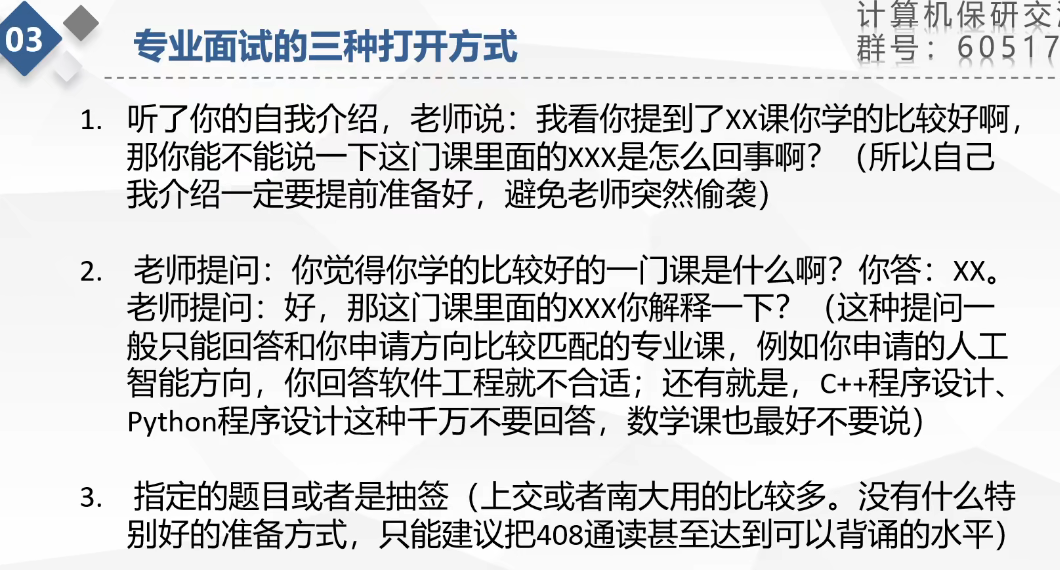 03
专业面试的三种打开方式
计算机保研交流
群号：60517
1. 听了你的自我介绍，老师说：我看你提到了XX课你学的比较好啊，
那你能不能说一下这门课里面的XXX是怎么回事啊？（所以自己
我介绍一定要提前准备好，避免老师突然偷袭）
2. 老师提问：你觉得你学的比较好的一门课是什么啊？你答：XX。
老师提问：好，那这门课里面的XXX你解释一下？（这种提问一
般只能回答和你申请方向比较匹配的专业课，例如你申请的人工
智能方向，你回答软件工程就不合适；还有就是，C++程序设计、
Python程序设计这种千万不要回答，数学课也最好不要说）
3. 指定的题目或者是抽签（上交或者南大用的比较多。没有什么特
别好的准备方式，只能建议把408通读甚至达到可以背诵的水平）